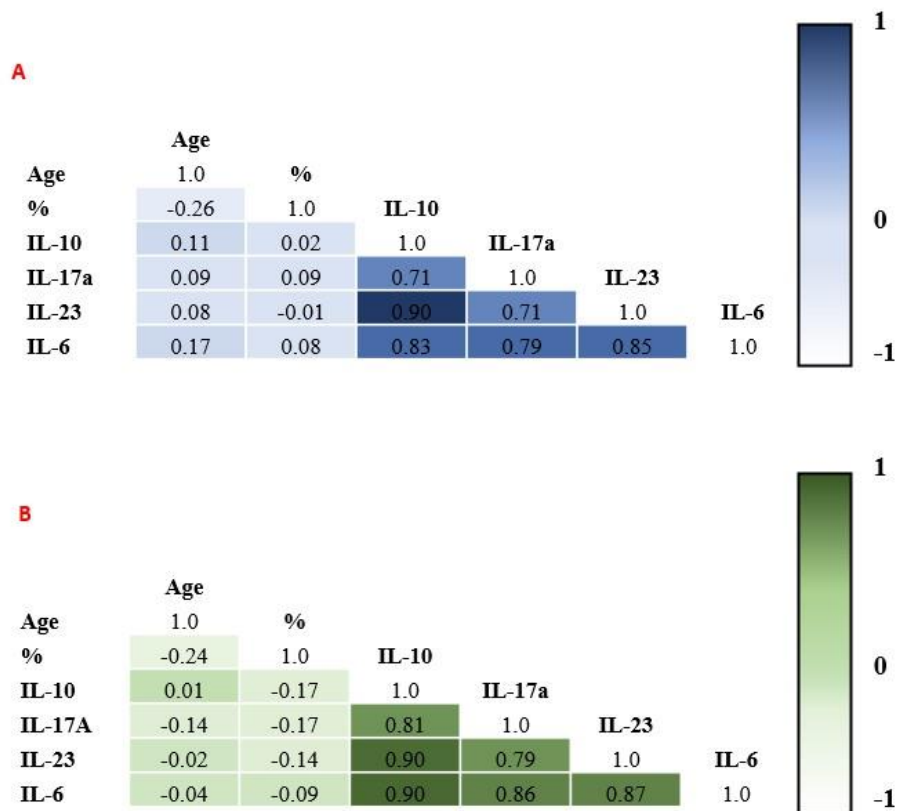 1
A
Age
Age 1.0 %
% -0.26 1.0 IL-10
0
IL-10 0.11 0.02 1.0 IL-17a
IL-17a 0.09 0.09 0.71 1.0 IL-23
IL-23 0.08 -0.01 0.90 0.71 1.0 IL-6
IL-6 0.17 0.08 0.83 0.79 0.85 1.0
-1
1
B
Age
Age 1.0 %
0
% -0.24 1.0 IL-10
IL-10 0.01 -0.17 1.0 IL-17a
IL-17A -0.14 -0.17 0.81 1.0 IL-23
IL-23 -0.02 -0.14 0.90 0.79 1.0 IL-6
IL-6 -0.04 -0.09 0.90 0.86 0.87 1.0
-1